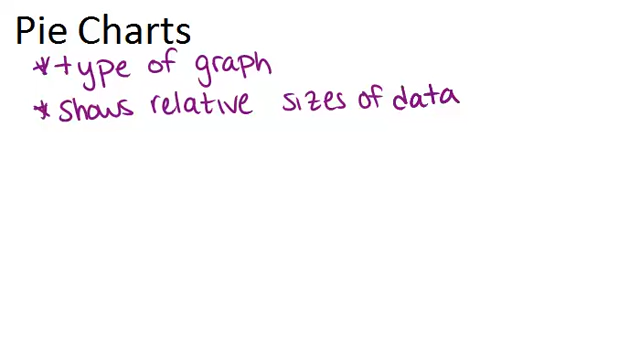 Pie Charts
* type of graph
* shows relative sizes of data